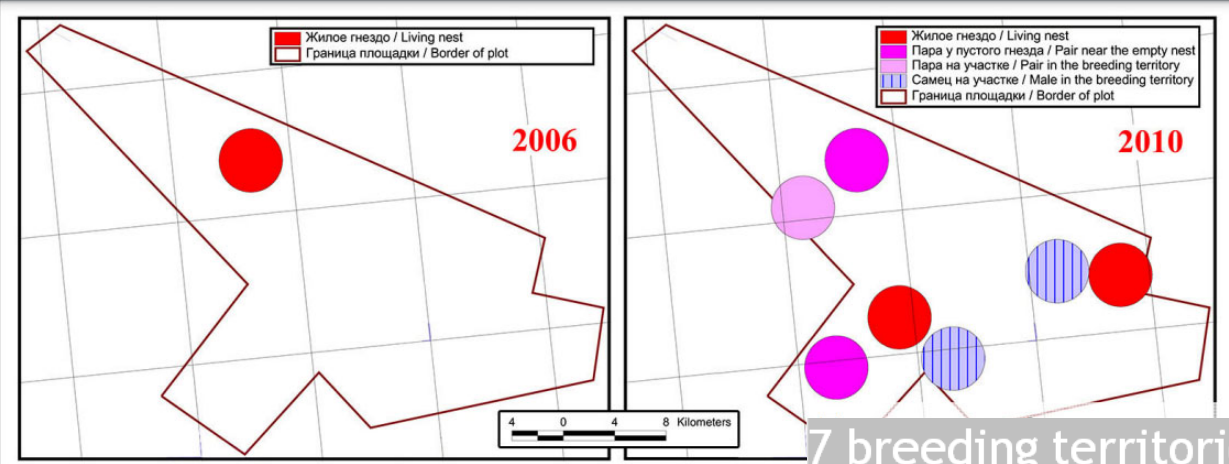 Жилое гнездо / Living nest
Граница площадки / Border of plot
2006
Жилое гнездо / Living nest
Пара у пустого гнезда / Pair near the empty nest
Пара на участке / Pair in the breeding territory
Самец на участке / Male in the breeding territory
Граница площадки / Border of plot
2010
4 0 4 8 Kilometers
7 breeding territori